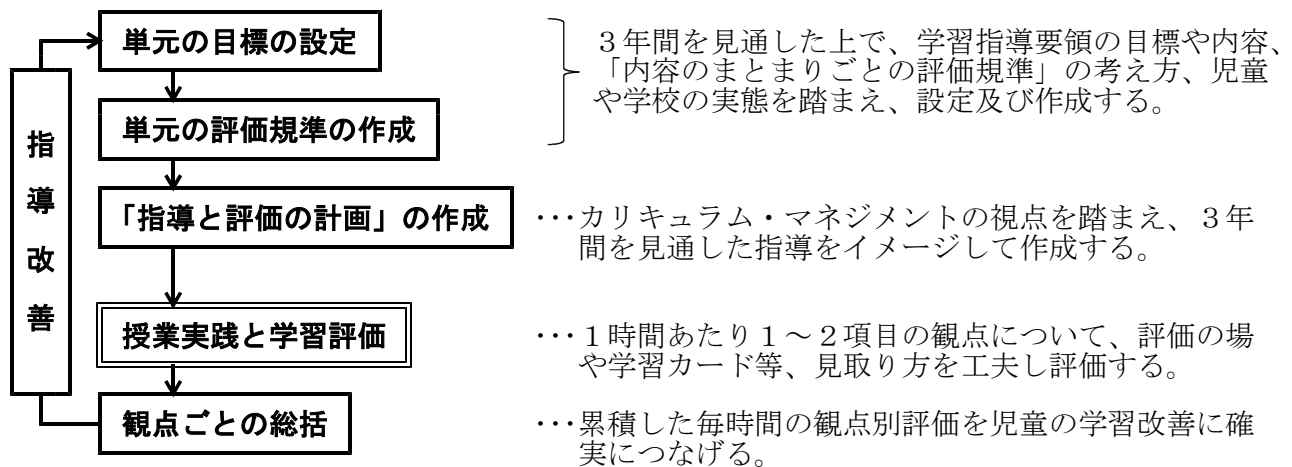 単元の目標の設定
３年間を見通した上で、学習指導要領の目標や内容、
「内容のまとまりごとの評価規準」の考え方、児童
や学校の実態を踏まえ、設定及び作成する。
単元の評価規準の作成
指導改善
「指導と評価の計画」の作成
･･･カリキュラム・マネジメントの視点を踏まえ、３年
間を見通した指導をイメージして作成する。
授業実践と学習評価
･･･１時間あたり１～２項目の観点について、評価の場
や学習カード等、見取り方を工夫し評価する。
観点ごとの総括
･･･累積した毎時間の観点別評価を児童の学習改善に確
実につなげる。